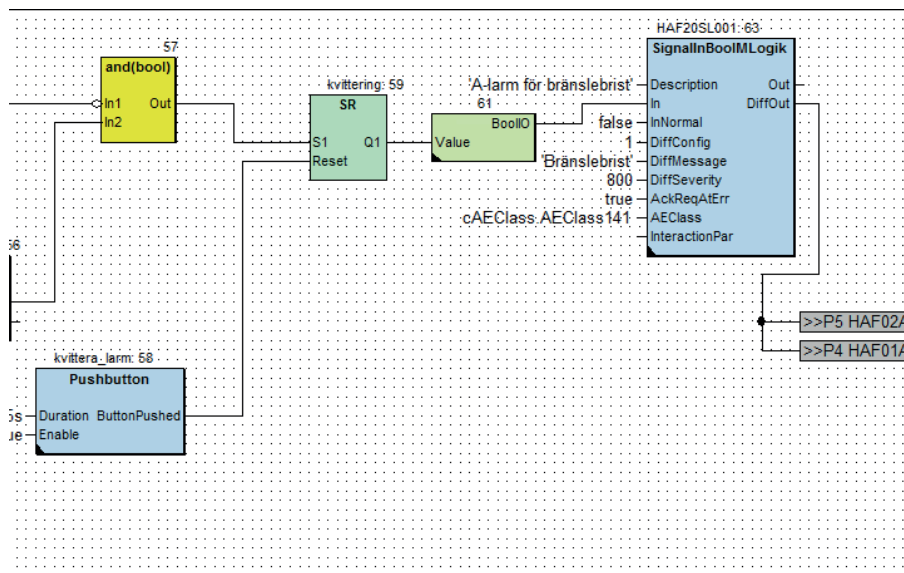 HAF20SL001: 63
SignalInBoolMLogik
57
and(bool)
In1 Out
In2
kvittering: 59
SR
S1 Q1
Reset
61
BoolIO
Value
'A-larm för bränslebrist' Description Out
In DiffOut
false InNormal
1 DiffConfig
'Bränslebrist' DiffMessage
800 DiffSeverity
true AckReqAtErr
cAEClass.AEClass141 AEClass
InteractionPar
>>P5 HAF02A
>>P4 HAF01A
kvittera_larm: 58
Pushbutton
Duration ButtonPushed
Enable